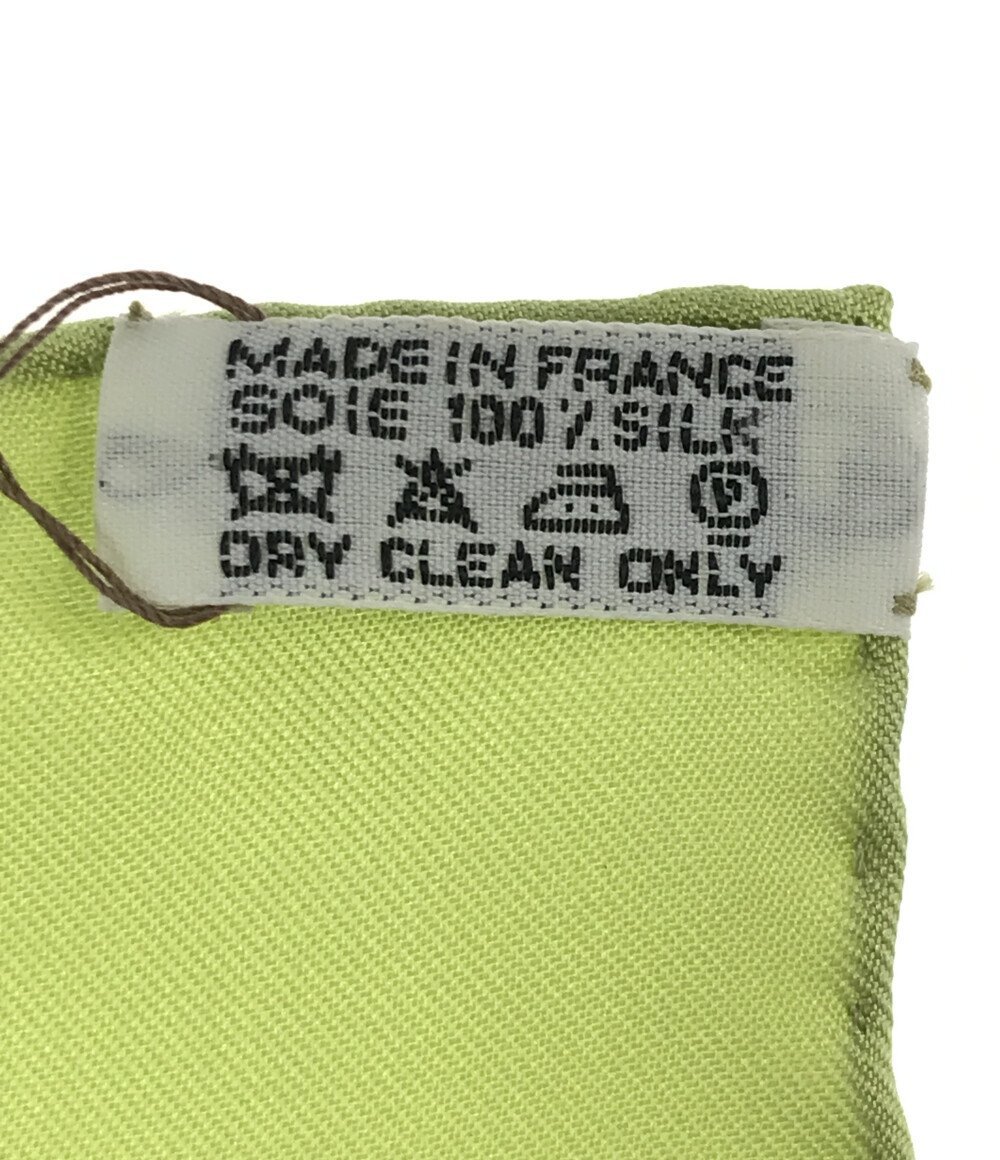 MADE IN FRANCE
SOIE 100% SILK
DRY CLEAN ONLY